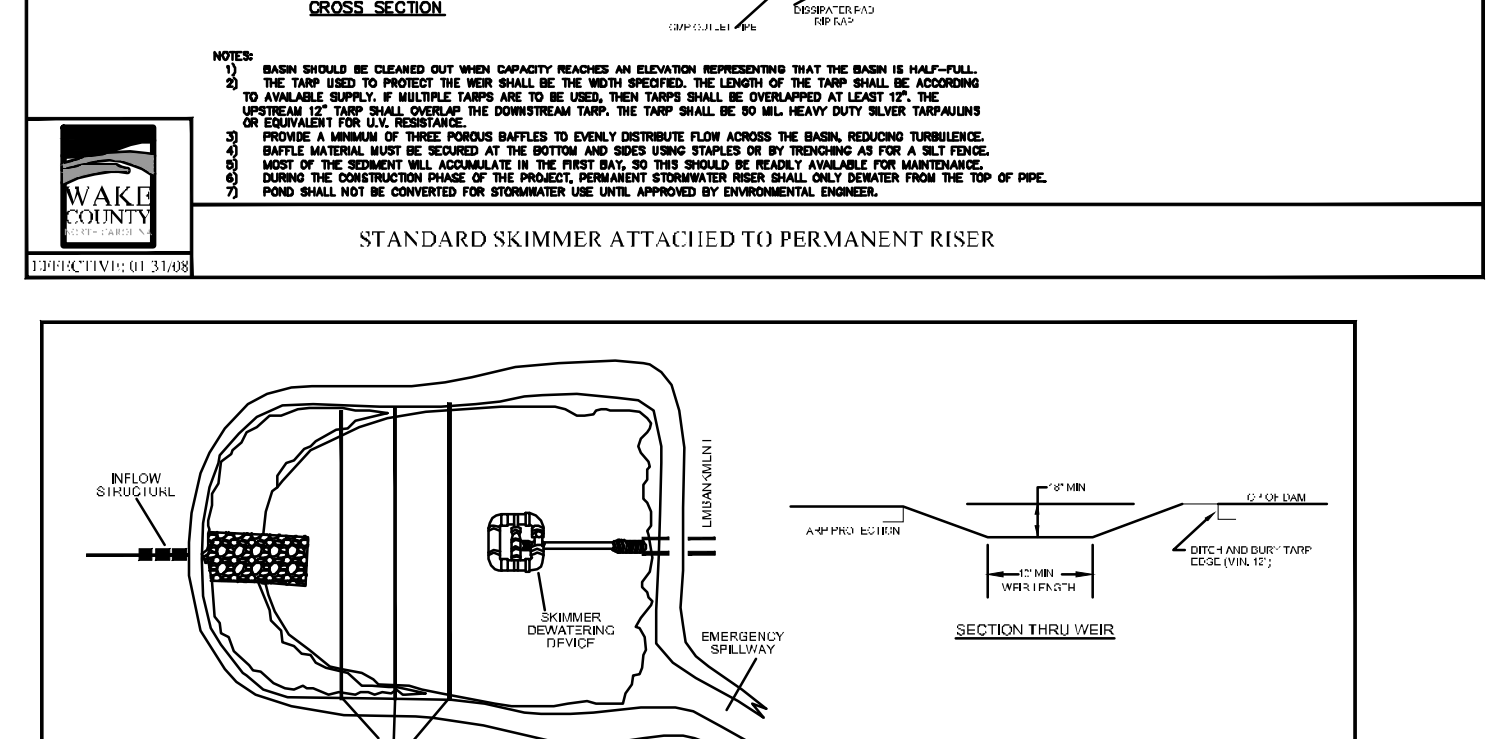 CROSS SECTION
DISSIPATER PAD
RIP RAP
CMP OUTLET PIPE
NOTES:
1) BASIN SHOULD BE CLEANED OUT WHEN CAPACITY REACHES AN ELEVATION REPRESENTING THAT THE BASIN IS HALF-FULL.
2) THE TARP USED TO PROTECT THE WEIR SHALL BE THE WIDTH SPECIFIED. THE LENGTH OF THE TARP SHALL BE ACCORDING
TO AVAILABLE SUPPLY. IF MULTIPLE TARPS ARE TO BE USED, THEN TARPS SHALL BE OVERLAPPED AT LEAST 12". THE
UPSTREAM 12" TARP SHALL OVERLAP THE DOWNSTREAM TARP. THE TARP SHALL BE 50 MIL. HEAVY DUTY SILVER TARPAULINS
OR EQUIVALENT FOR U.V. RESISTANCE.
3) PROVIDE A MINIMUM OF THREE POROUS BAFFLES TO EVENLY DISTRIBUTE FLOW ACROSS THE BASIN, REDUCING TURBULENCE.
4) BAFFLE MATERIAL MUST BE SECURED AT THE BOTTOM AND SIDES USING STAPLES OR BY TRENCHING AS FOR A SILT FENCE.
5) MOST OF THE SEDIMENT WILL ACCUMULATE IN THE FIRST BAY, SO THIS SHOULD BE READILY AVAILABLE FOR MAINTENANCE.
6) DURING THE CONSTRUCTION PHASE OF THE PROJECT, PERMANENT STORMWATER RISER SHALL ONLY DEWATER FROM THE TOP OF PIPE.
7) POND SHALL NOT BE CONVERTED FOR STORMWATER USE UNTIL APPROVED BY ENVIRONMENTAL ENGINEER.
WAKE
COUNTY
NORTH CAROLINA
EFFECTIVE: 01/31/08
STANDARD SKIMMER ATTACHED TO PERMANENT RISER
INFLOW
STRUCTURE
EMBANKMENT
SKIMMER
DEWATERING
DEVICE
EMERGENCY
SPILLWAY
18" MIN
TOP OF DAM
TARP PROTECTION
DITCH AND BURY TARP
EDGE (MIN. 12")
MIN
WEIR LENGTH
SECTION THRU WEIR